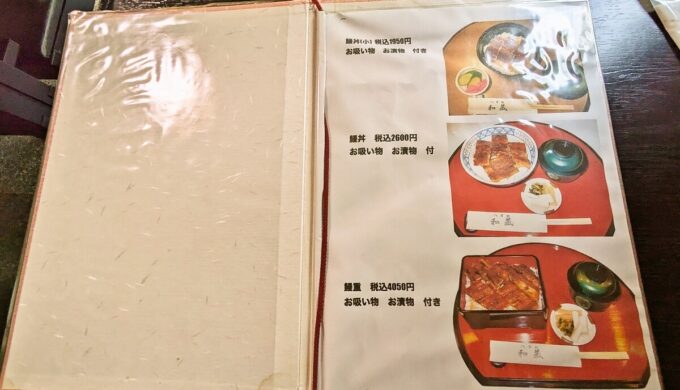 鰻丼(小) 税込1950円
お吸い物 お漬物 付き
鰻丼 税込2600円
お吸い物 お漬物 付
鰻重 税込4050円
お吸い物 お漬物 付き